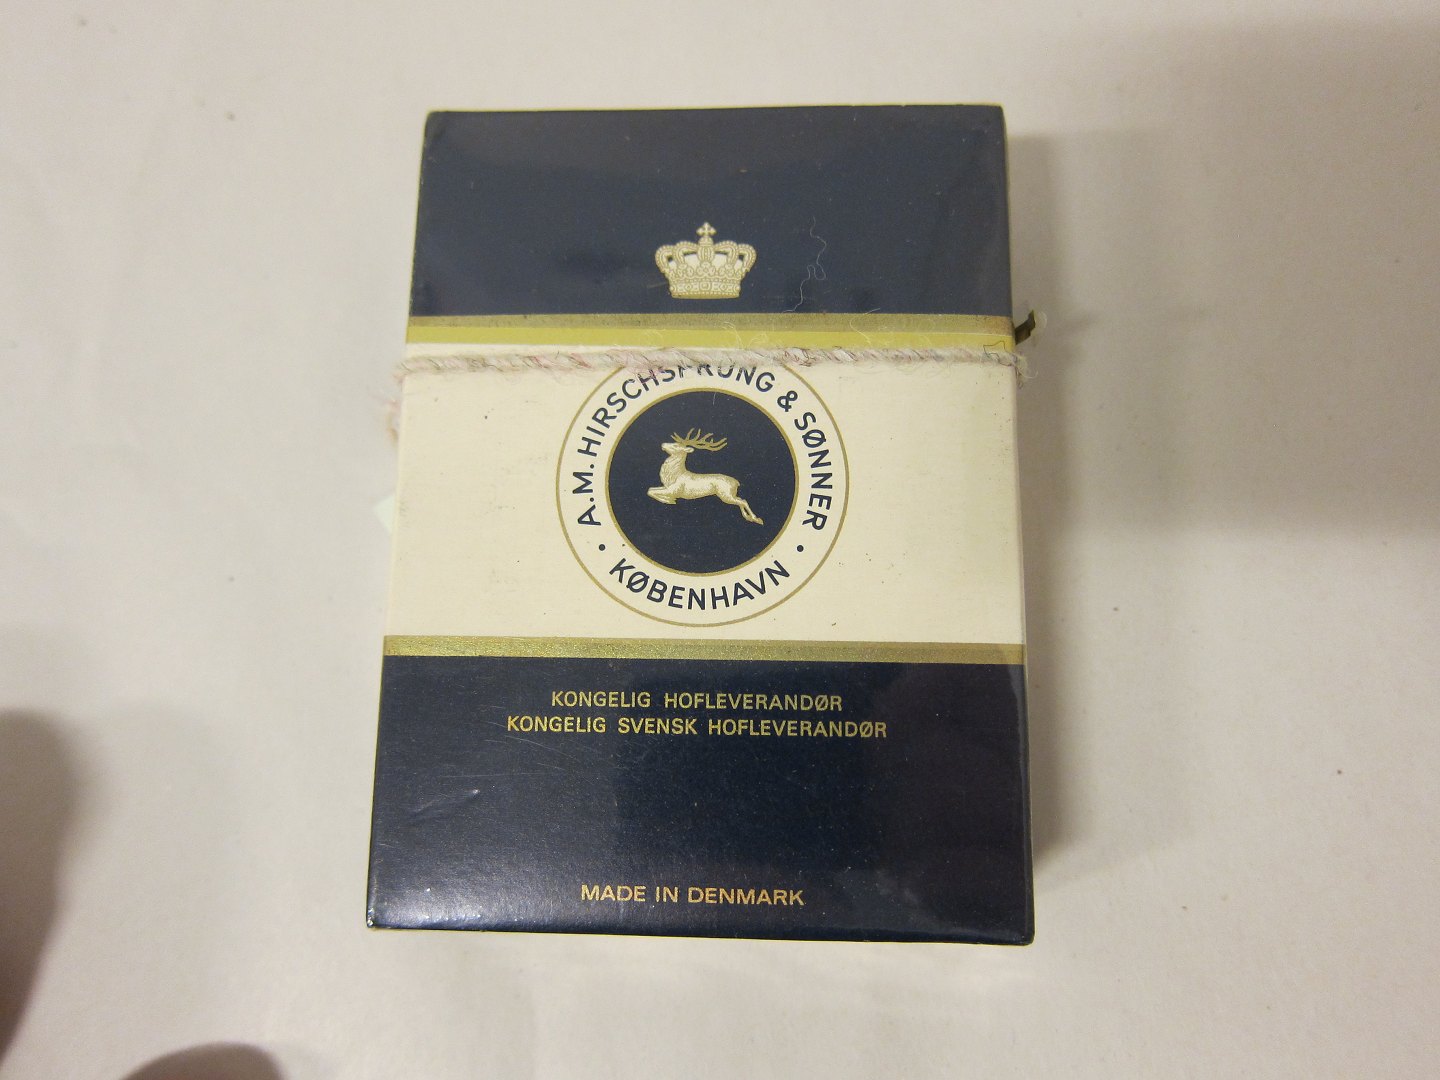 A.M. HIRSCHSPRUNG & SØNNER
• KØBENHAVN •
KONGELIG HOFLEVERANDØR
KONGELIG SVENSK HOFLEVERANDØR
MADE IN DENMARK